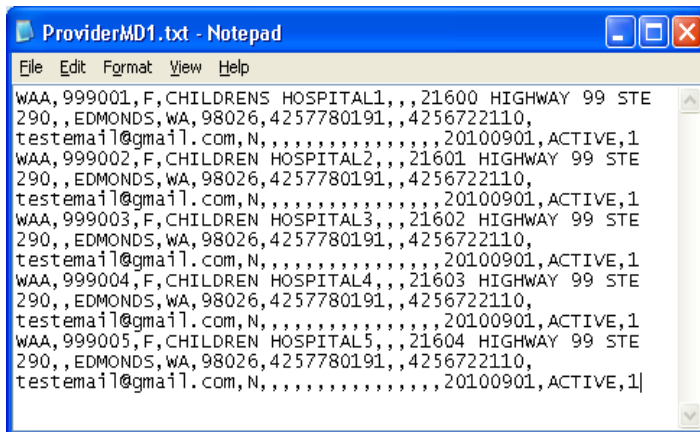 ProviderMD1.txt - Notepad
File Edit Format View Help
WAA,999001,F,CHILDRENS HOSPITAL1,,,21600 HIGHWAY 99 STE
290,,EDMONDS,WA,98026,4257780191,,4256722110,
testemail@gmail.com,N,,,,,,,,,,,,,,,,20100901,ACTIVE,1
WAA,999002,F,CHILDREN HOSPITAL2,,,21601 HIGHWAY 99 STE
290,,EDMONDS,WA,98026,4257780191,,4256722110,
testemail@gmail.com,N,,,,,,,,,,,,,,,,20100901,ACTIVE,1
WAA,999003,F,CHILDREN HOSPITAL3,,,21602 HIGHWAY 99 STE
290,,EDMONDS,WA,98026,4257780191,,4256722110,
testemail@gmail.com,N,,,,,,,,,,,,,,,,20100901,ACTIVE,1
WAA,999004,F,CHILDREN HOSPITAL4,,,21603 HIGHWAY 99 STE
290,,EDMONDS,WA,98026,4257780191,,4256722110,
testemail@gmail.com,N,,,,,,,,,,,,,,,,20100901,ACTIVE,1
WAA,999005,F,CHILDREN HOSPITAL5,,,21604 HIGHWAY 99 STE
290,,EDMONDS,WA,98026,4257780191,,4256722110,
testemail@gmail.com,N,,,,,,,,,,,,,,,,20100901,ACTIVE,1